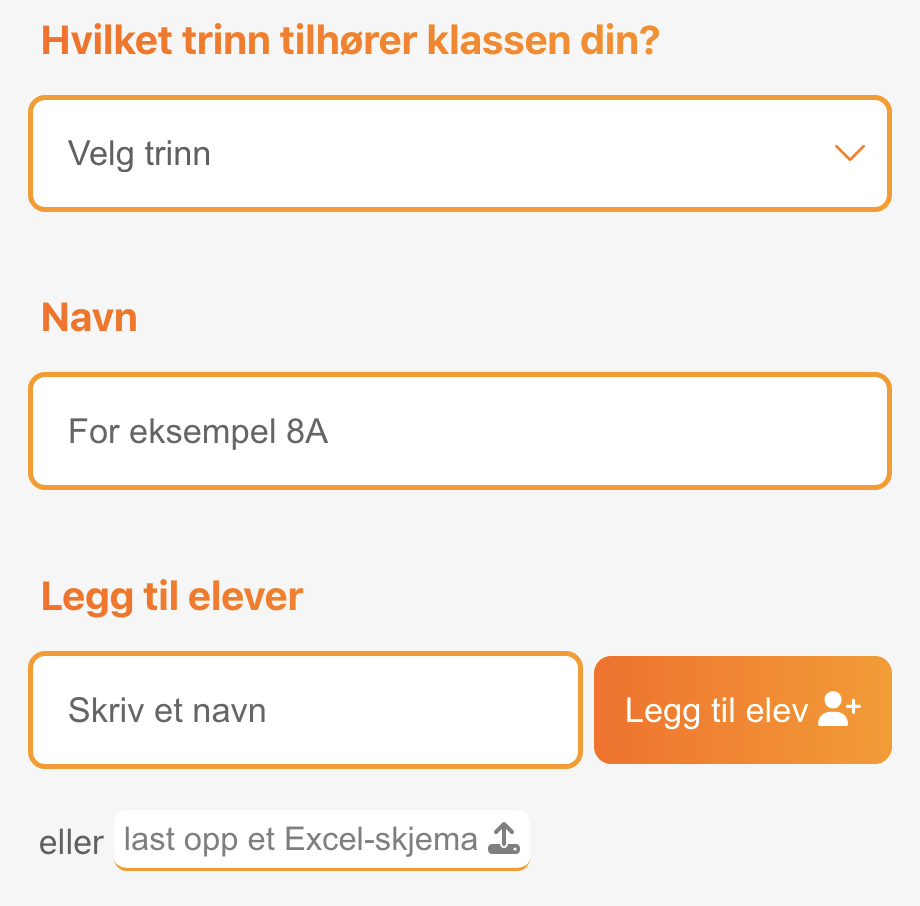 Hvilket trinn tilhører klassen din?
Velg trinn
Navn
For eksempel 8A
Legg til elever
Skriv et navn
Legg til elev
eller last opp et Excel-skjema